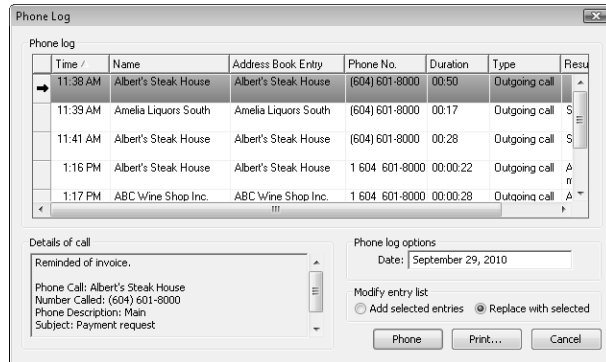 Phone Log
Phone log
Time Name Address Book Entry Phone No. Duration Type Resu
11:38 AM Albert's Steak House Albert's Steak House (604) 601-8000 00:50 Outgoing call
11:39 AM Amelia Liquors South Amelia Liquors South (604) 601-8000 00:17 Outgoing call S
11:41 AM Albert's Steak House Albert's Steak House (604) 601-8000 00:28 Outgoing call S
1:16 PM Albert's Steak House Albert's Steak House 1 604 601-8000 00:00:22 Outgoing call A
m
1:17 PM ABC Wine Shop Inc. ABC Wine Shop Inc. 1 604 601-8000 00:00:28 Outgoing call A
Details of call
Reminded of invoice.
Phone Call: Albert's Steak House
Number Called: (604) 601-8000
Phone Description: Main
Subject: Payment request
Phone log options
Date: September 29, 2010
Modify entry list
Add selected entries Replace with selected
Phone Print... Cancel